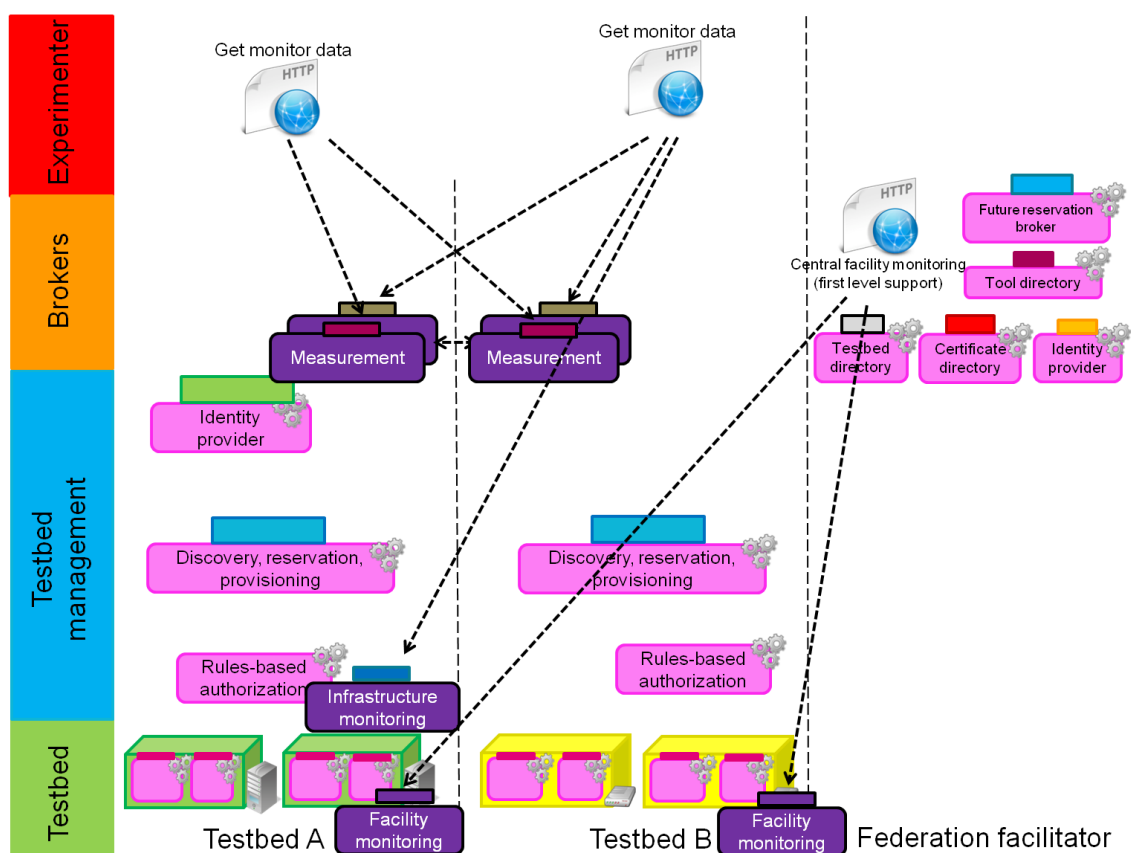 Get monitor data
HTTP
Get monitor data
HTTP
Experimenter
Brokers
Testbed
management
Testbed
HTTP
Central facility monitoring
(first level support)
Future reservation
broker
Tool directory
Testbed
directory
Certificate
directory
Identity
provider
Measurement
Measurement
Identity
provider
Discovery, reservation,
provisioning
Discovery, reservation,
provisioning
Rules-based
authorization
Rules-based
authorization
Infrastructure
monitoring
Testbed A
Facility
monitoring
Testbed B
Facility
monitoring
Federation facilitator